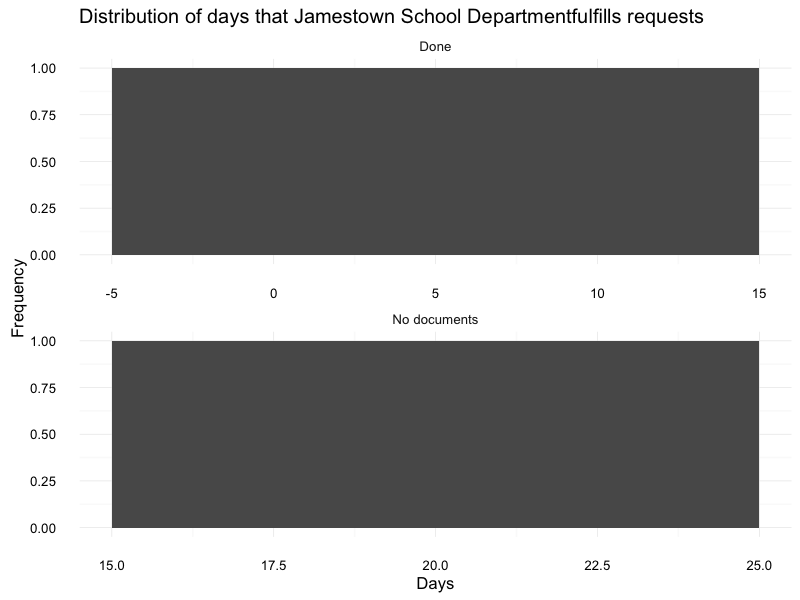 Distribution of days that Jamestown School Departmentfulfills requests
Done
1.00
0.75
0.50
0.25
0.00
-5 0 5 10 15
Frequency
No documents
1.00
0.75
0.50
0.25
0.00
15.0 17.5 20.0 22.5 25.0
Days